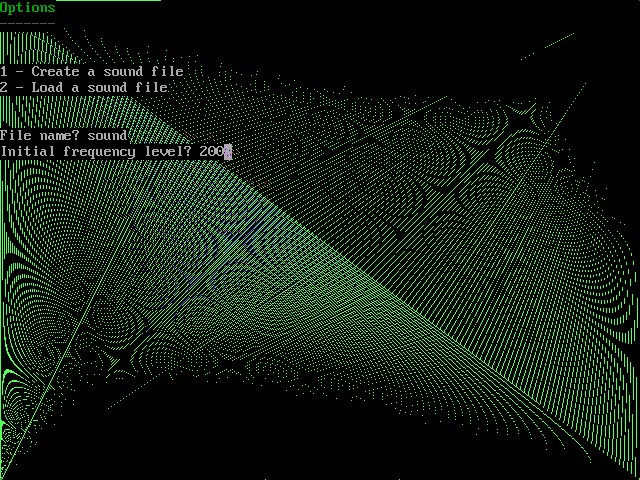 Options
-------
1 - Create a sound file
2 - Load a sound file
File name? sound
Initial frequency level? 200